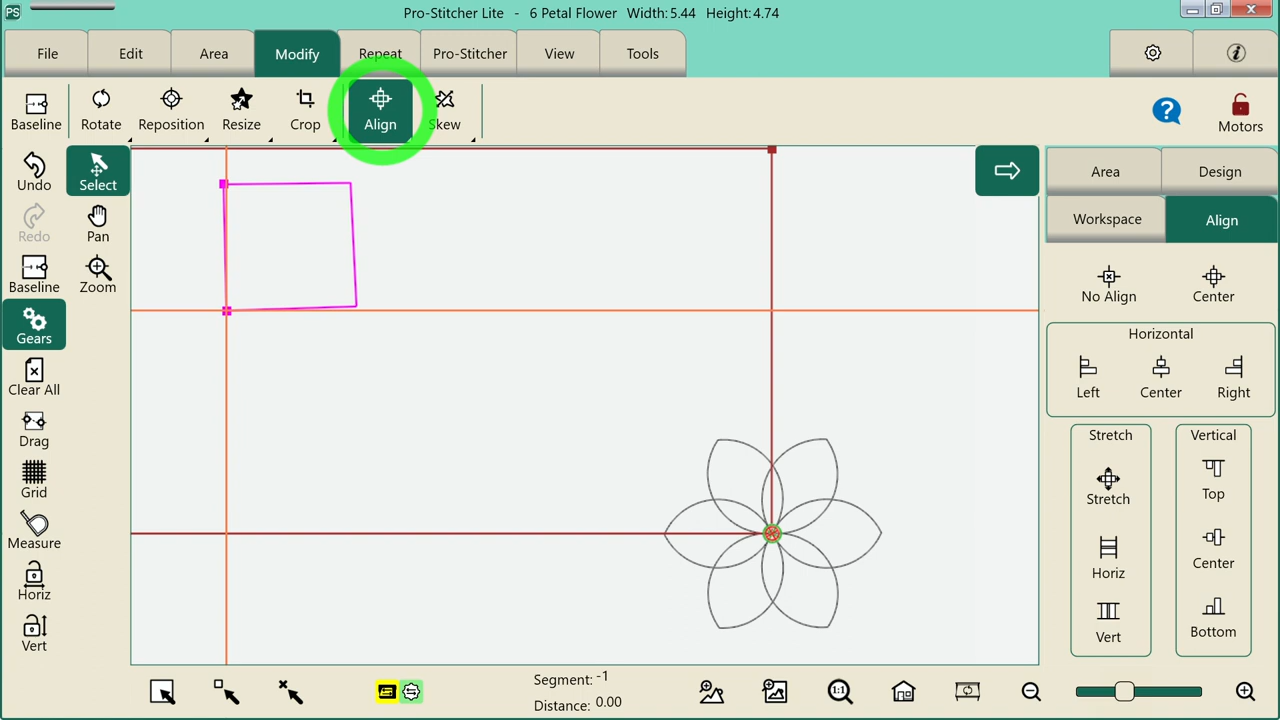 PS
Pro-Stitcher Lite - 6 Petal Flower Width: 5.44 Height: 4.74
File Edit Area Modify Repeat Pro-Stitcher View Tools
Baseline Rotate Reposition Resize Crop Align Skew ? Motors
Undo Select
Redo Pan
Baseline Zoom
Gears
Clear All
Drag
Grid
Measure
Horiz
Vert
Area Design
Workspace Align
No Align Center
Horizontal
Left Center Right
Stretch Vertical
Stretch Top
Horiz Center
Vert Bottom
Segment: -1
Distance: 0.00
1:1